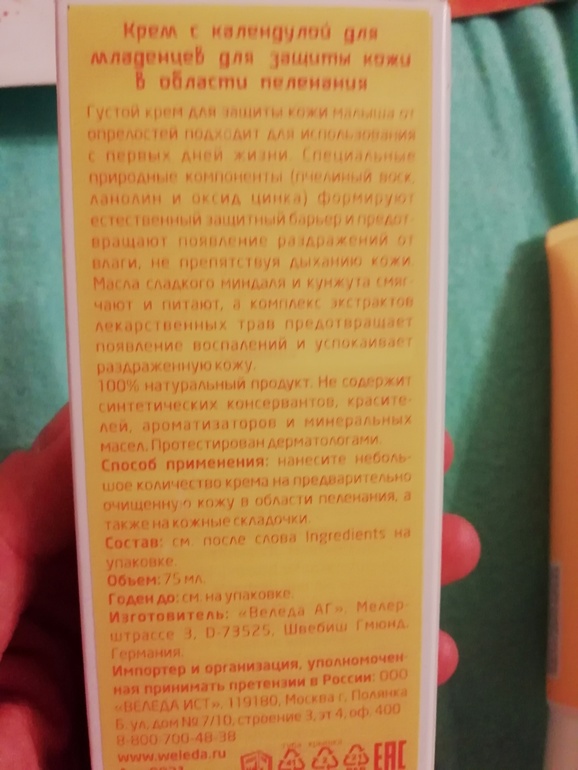 Крем с календулой для
младенцев для защиты кожи
в области пеленания
Густой крем для защиты кожи малыша от
опрелостей подходит для использования
с первых дней жизни. Специальные
природные компоненты (пчелиный воск,
ланолин и оксид цинка) формируют
естественный защитный барьер и предот-
вращают появление раздражений от
влаги, не препятствуя дыханию кожи.
Масла сладкого миндаля и кунжута смяг-
чают и питают, а комплекс экстрактов
лекарственных трав предотвращает
появление воспалений и успокаивает
раздраженную кожу.
100% натуральный продукт. Не содержит
синтетических консервантов, красите-
лей, ароматизаторов и минеральных
масел. Протестирован дерматологами.
Способ применения: нанесите неболь-
шое количество крема на предварительно
очищенную кожу в области пеленания, а
также на кожные складочки.
Состав: см. после слова Ingredients на
упаковке.
Объем: 75 мл.
Годен до: см. на упаковке.
Изготовитель: «Веледа АГ», Мелер-
штрассе 3, D-73525, Швебиш Гмюнд,
Германия.
Импортер и организация, уполномочен-
ная принимать претензии в России: ООО
«ВЕЛЕДА ИСТ», 119180, Москва г, Полянка
Б. ул, дом № 7/10, строение 3, эт 4, оф. 400
8-800-700-48-38
www.weleda.ru
EAC